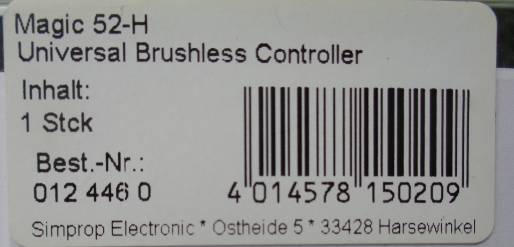 Magic 52-H
Universal Brushless Controller
Inhalt:
1 Stck
Best.-Nr.:
012 446 0
4 014578 150209
Simprop Electronic * Ostheide 5 * 33428 Harsewinkel